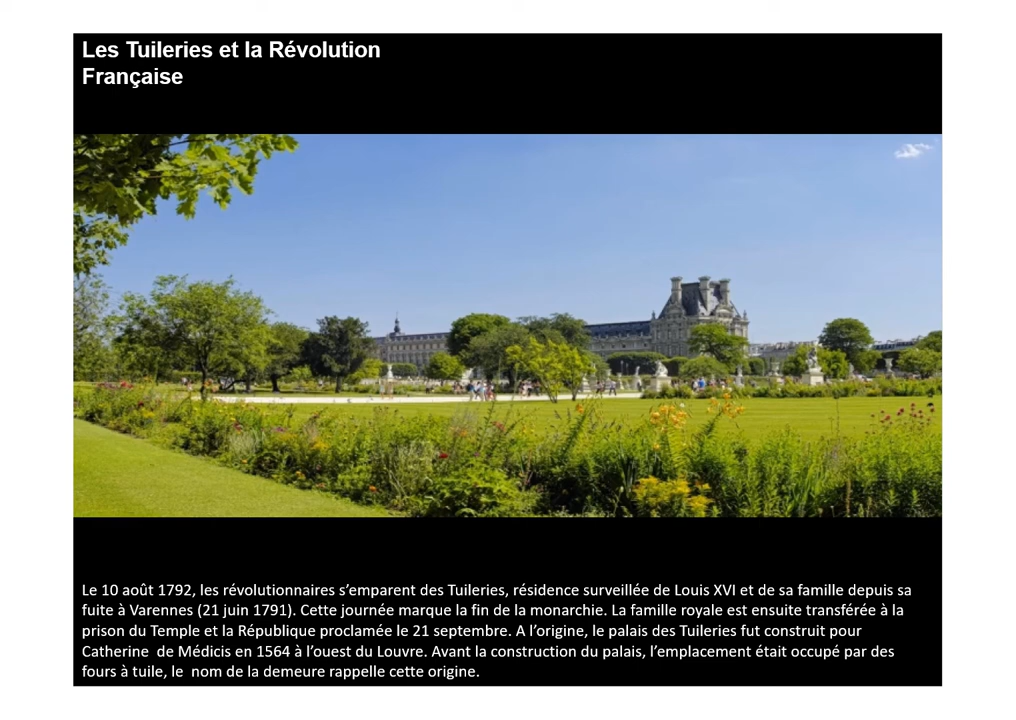 Les Tuileries et la Révolution
Française
Le 10 août 1792, les révolutionnaires s’emparent des Tuileries, résidence surveillée de Louis XVI et de sa famille depuis sa
fuite à Varennes (21 juin 1791). Cette journée marque la fin de la monarchie. La famille royale est ensuite transférée à la
prison du Temple et la République proclamée le 21 septembre. A l’origine, le palais des Tuileries fut construit pour
Catherine  de Médicis en 1564 à l’ouest du Louvre. Avant la construction du palais, l’emplacement était occupé par des
fours à tuile, le  nom de la demeure rappelle cette origine.